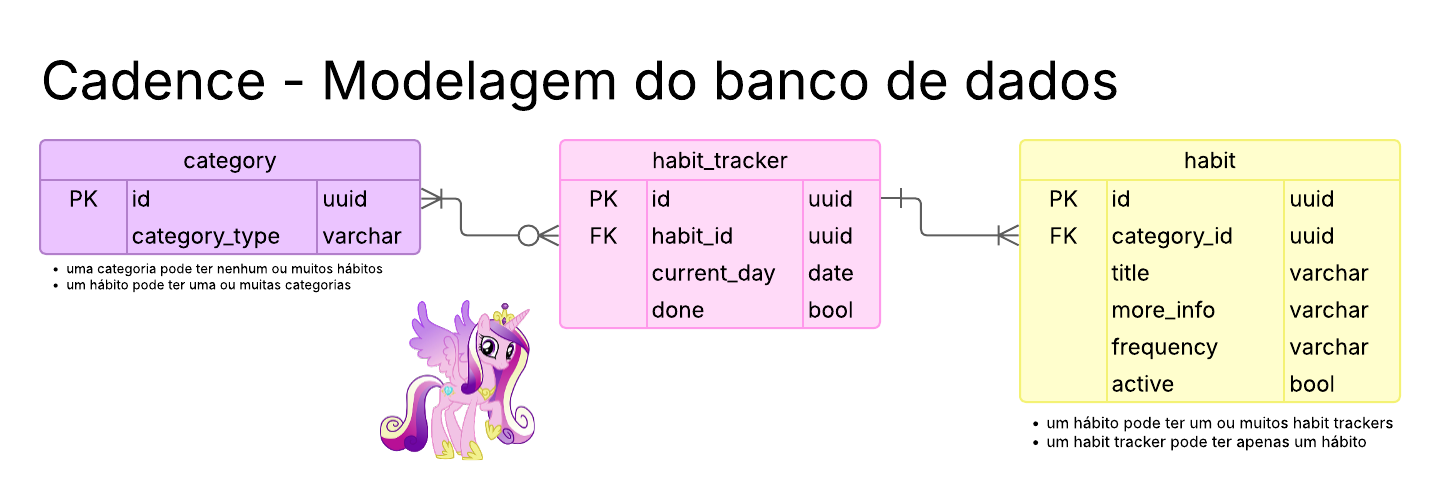 Cadence - Modelagem do banco de dados
category
PK id uuid
category_type varchar
• uma categoria pode ter nenhum ou muitos hábitos
• um hábito pode ter uma ou muitas categorias
habit_tracker
PK id uuid
FK habit_id uuid
current_day date
done bool
habit
PK id uuid
FK category_id uuid
title varchar
more_info varchar
frequency varchar
active bool
• um hábito pode ter um ou muitos habit trackers
• um habit tracker pode ter apenas um hábito